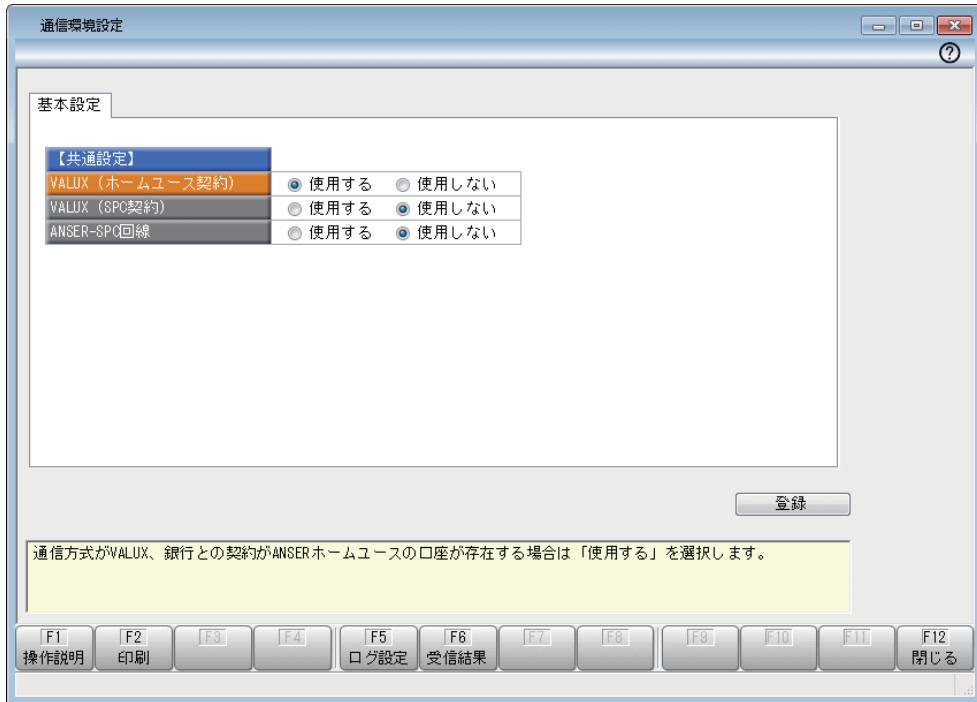 通信環境設定
基本設定
【共通設定】
VALUX（ホームユース契約） 使用する 使用しない
VALUX（SPC契約） 使用する 使用しない
ANSER-SPC回線 使用する 使用しない
登録
通信方式がVALUX、銀行との契約がANSERホームユースの口座が存在する場合は「使用する」を選択します。
F1 F2 F3 F4 F5 F6 F7 F8 F9 F10 F11 F12
操作説明 印刷 ログ設定 受信結果 閉じる